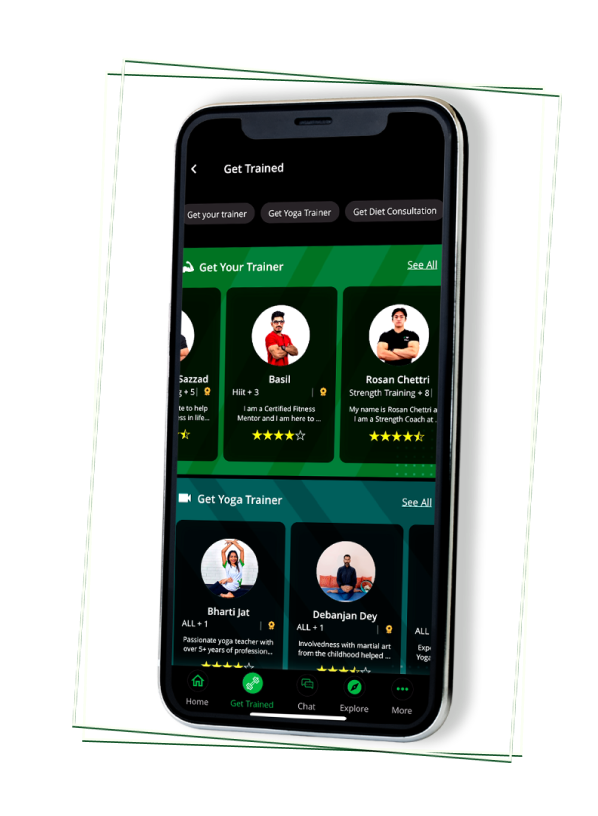 Get Trained
Get your trainer
Get Yoga Trainer
Get Diet Consultation
Get Your Trainer
See All
Sazzad
+ 5
te to help
ss in life...
Basil
Hiit + 3
I am a Certified Fitness
Mentor and I am here to ...
Rosan Chettri
Strength Training + 8
My name is Rosan Chettri a
I am a Strength Coach at .
Get Yoga Trainer
See All
Bharti Jat
ALL + 1
Passionate yoga teacher with
over 5+ years of profession...
Debanjan Dey
ALL + 1
Involvedness with martial art
from the childhood helped ...
ALL
Exp
Yoga
Home
Get Trained
Chat
Explore
More